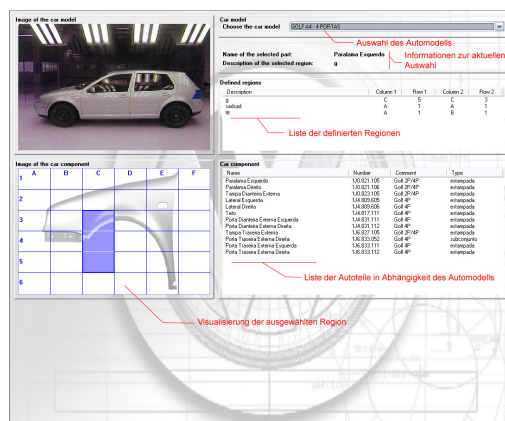 Image of the car model
Car model
Choose the car model GOLF A4 - 4 PORTAS
Auswahl des Automodells
Name of the selected part: Paralama Esquerdo
Description of the selected region: g
Informationen zur aktuellen
Auswahl
Defined regions
Description Column 1 Row 1 Column 2 Row 2
g C 5 C 3
sadsad A 1 A 1
A 1 B 1
Liste der definierten Regionen
Image of the car component
A B C D E F
1
2
3
4
5
6
Car component
Name Number Comment Type
Paralama Esquerdo 1J0.821.105 Golf 2P/4P estampada
Paralama Direito 1J0.821.106 Golf 2P/4P estampada
Tampa Dianteira Externa 1J0.823.105 Golf 2P/4P estampada
Lateral Esquerda 1J4.809.605 Golf 4P estampada
Lateral Direito 1J4.809.606 Golf 4P estampada
Teto 1J4.817.111 Golf 4P estampada
Porta Dianteia Externa Esquerda 1J4.831.111 Golf 4P estampada
Porta Dianteia Externa Direita 1J4.831.112 Golf 4P estampada
Tampa Traseira Externa 1J6.827.105 Golf 2P/4P estampada
Porta Traseira Externa Direita 1J6.833.052 Golf 4P subconjunto
Porta Traseira Externa Esquerda 1J6.833.111 Golf 4P estampada
Porta Traseira Externa Direita 1J6.833.112 Golf 4P estampada
Liste der Autoteile in Abhängigkeit des Automodells
Visualisierung der ausgewählten Region